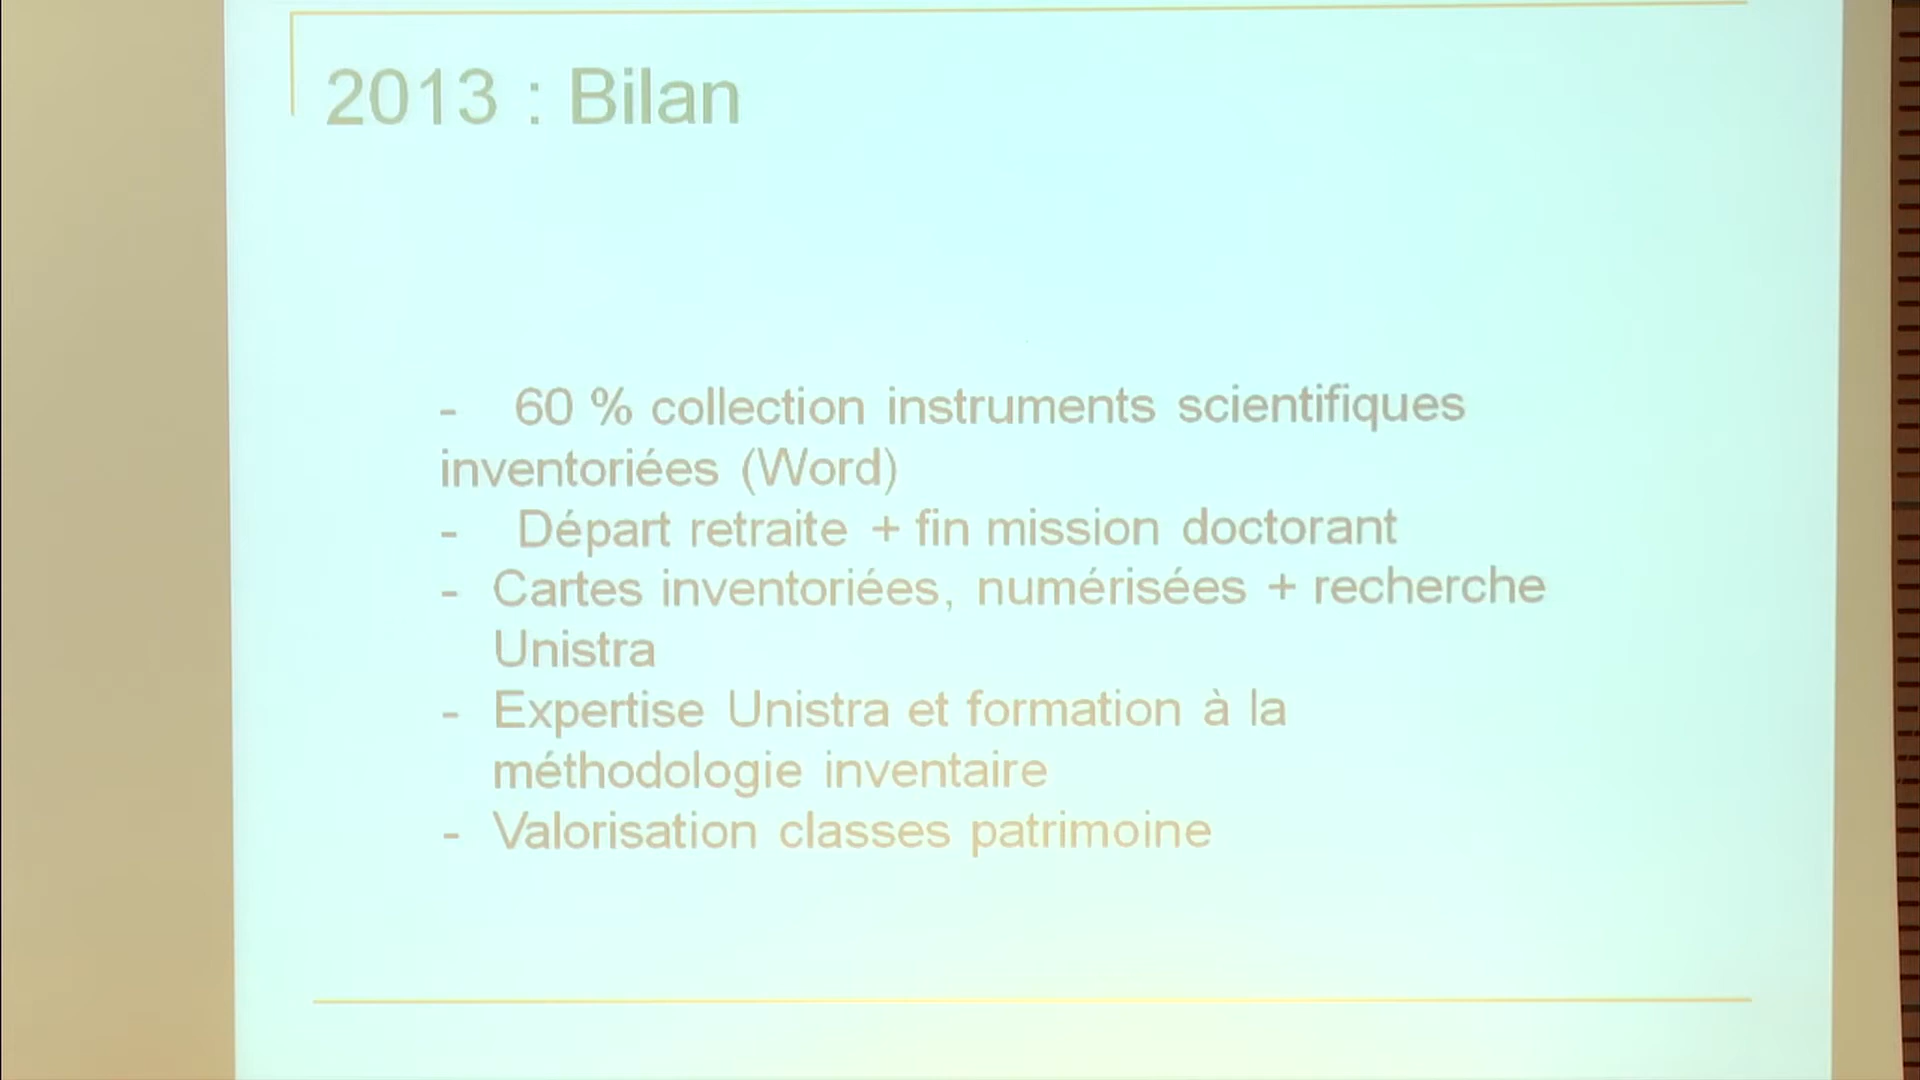 2013 : Bilan
- 60 % collection instruments scientifiques
inventoriées (Word)
- Départ retraite + fin mission doctorant
- Cartes inventoriées, numérisées + recherche
Unistra
- Expertise Unistra et formation à la
méthodologie inventaire
- Valorisation classes patrimoine